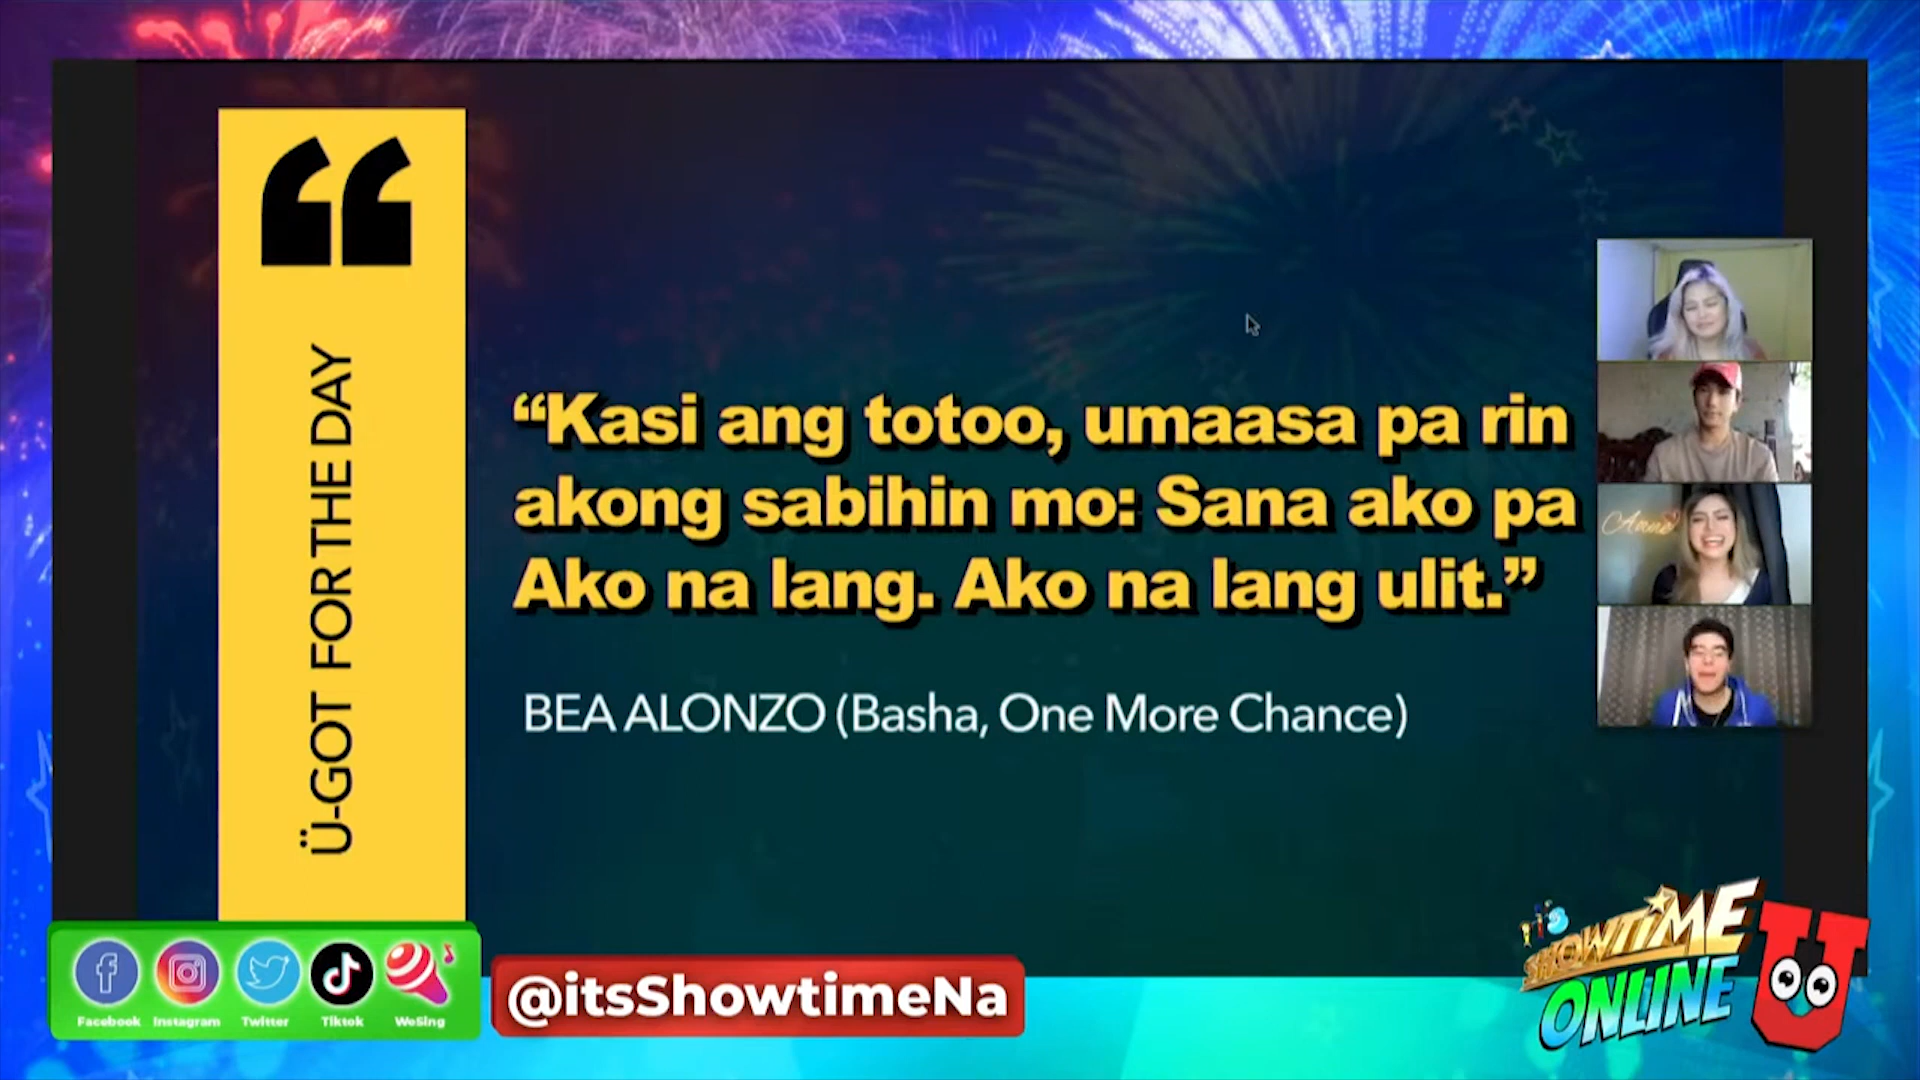 Ü-GOT FOR THE DAY
“Kasi ang totoo, umaasa pa rin
akong sabihin mo: Sana ako pa
Ako na lang. Ako na lang ulit.”
BEA ALONZO (Basha, One More Chance)
Anne
Facebook Instagram Twitter Tiktok WeSing
@itsShowtimeNa
it's
SHOWTiME
ONLINE
U